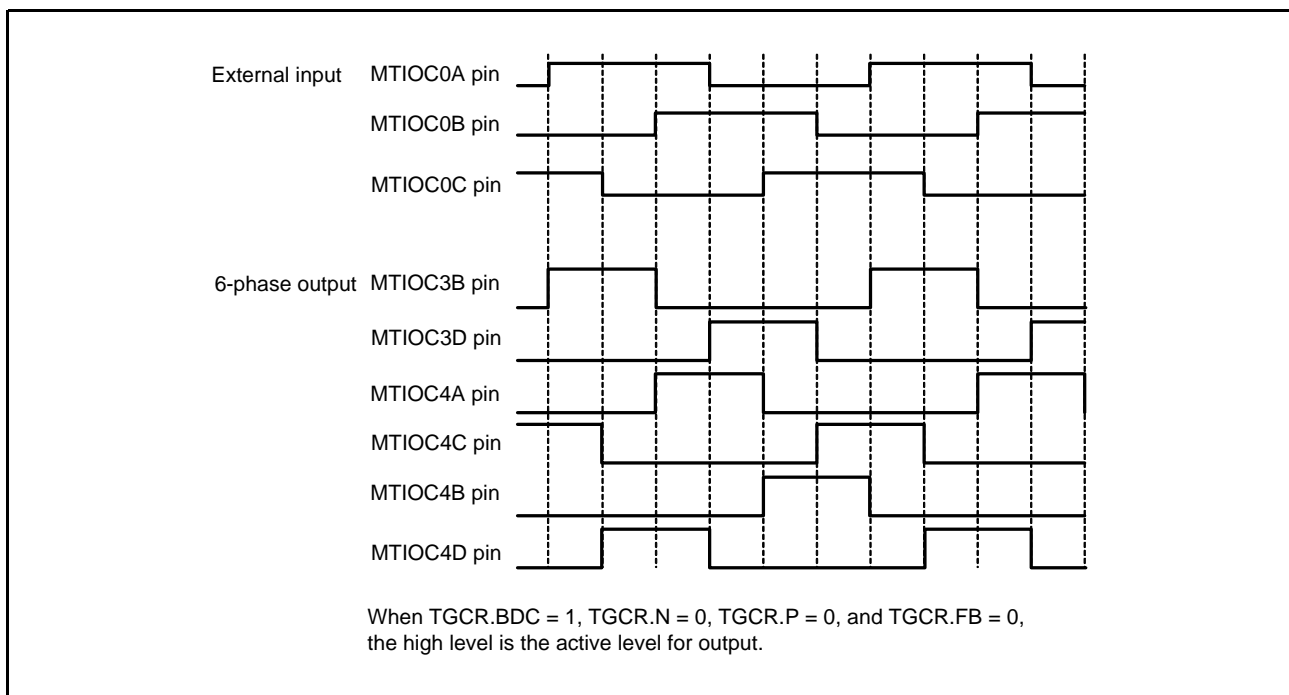 External input MTIOC0A pin
MTIOC0B pin
MTIOC0C pin
6-phase output MTIOC3B pin
MTIOC3D pin
MTIOC4A pin
MTIOC4C pin
MTIOC4B pin
MTIOC4D pin
When TGCR.BDC = 1, TGCR.N = 0, TGCR.P = 0, and TGCR.FB = 0,
the high level is the active level for output.